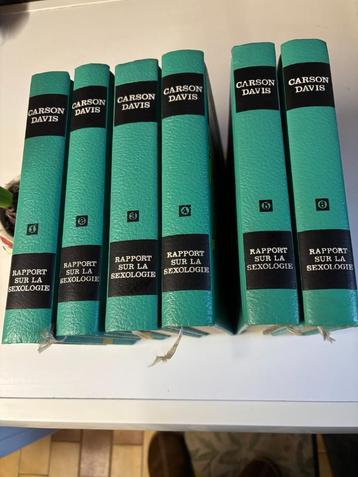 CARSON
DAVIS
1
RAPPORT
SUR LA
SEXOLOGIE
CARSON
DAVIS
2
RAPPORT
SUR LA
SEXOLOGIE
CARSON
DAVIS
3
RAPPORT
SUR LA
SEXOLOGIE
CARSON
DAVIS
4
RAPPORT
SUR LA
SEXOLOGIE
CARSON
DAVIS
5
RAPPORT
SUR LA
SEXOLOGIE
CARSON
DAVIS
6
RAPPORT
SUR LA
SEXOLOGIE